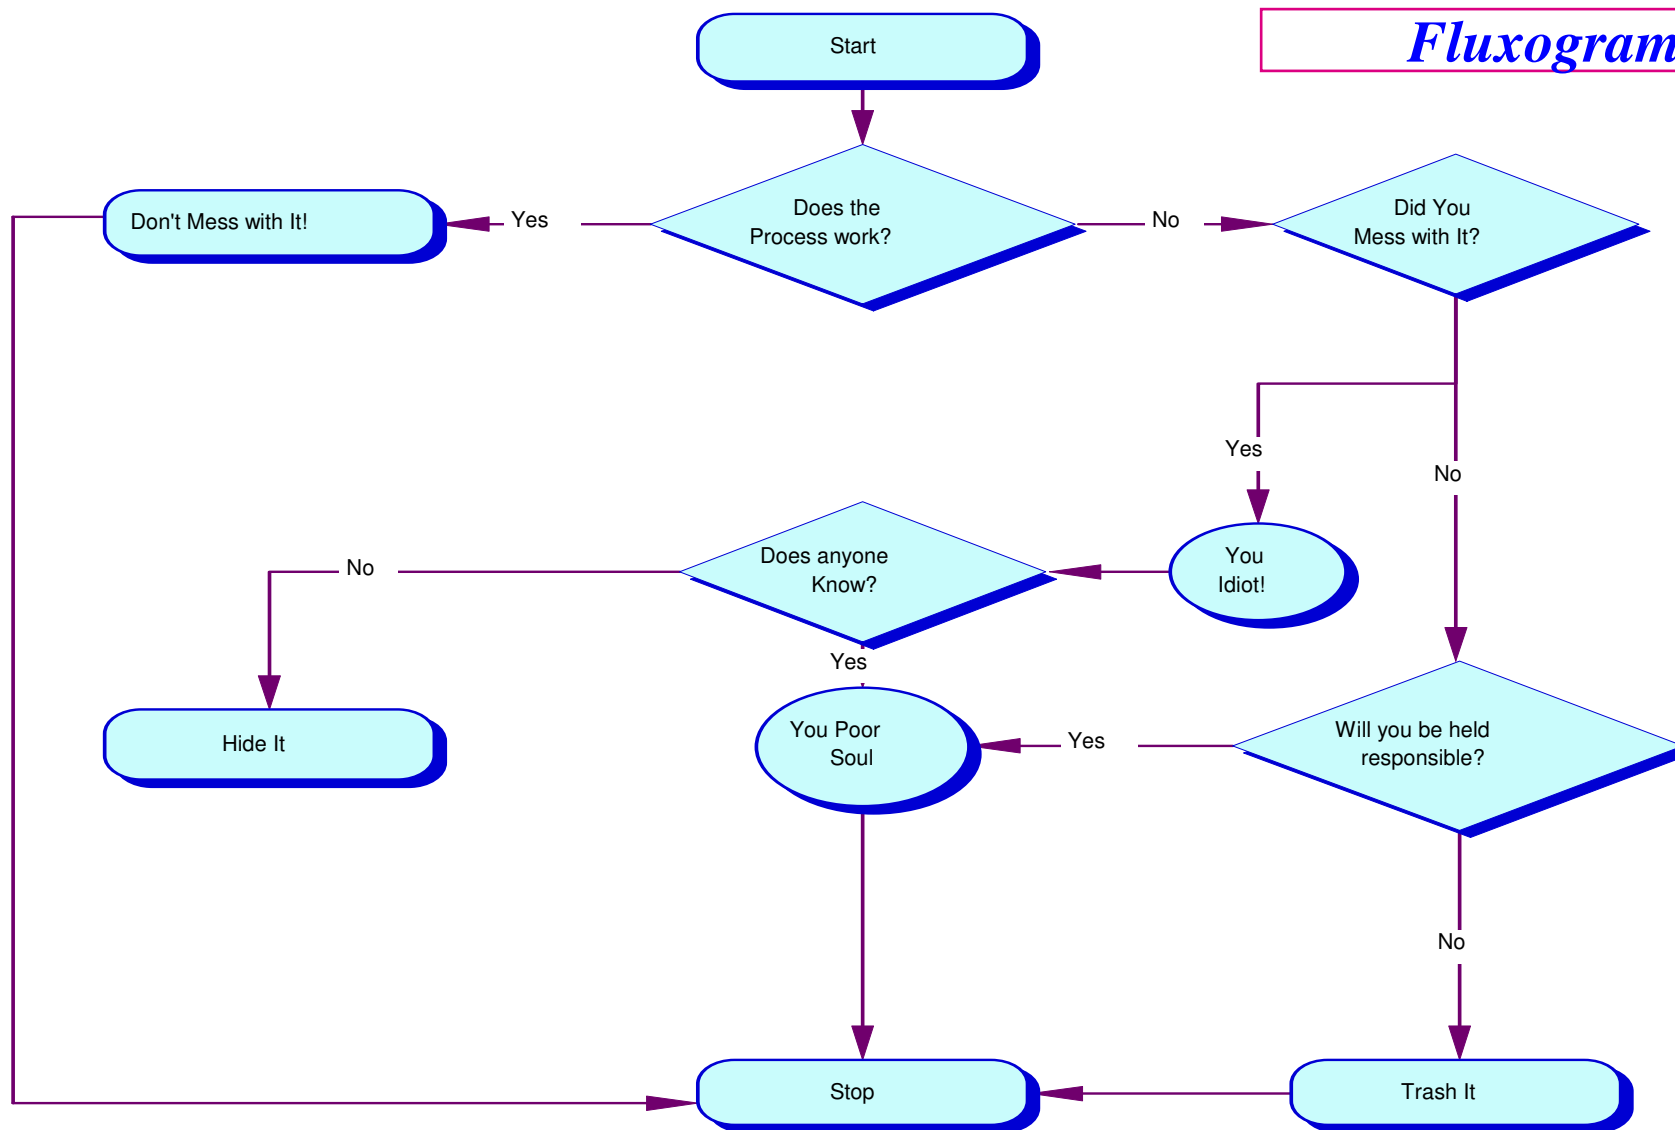 Start
Fluxogram
Don't Mess with It!
Yes
Does the
Process work?
No
Did You
Mess with It?
Yes
No
No
Does anyone
Know?
You
Idiot!
Yes
Hide It
You Poor
Soul
Yes
Will you be held
responsible?
No
Stop
Trash It